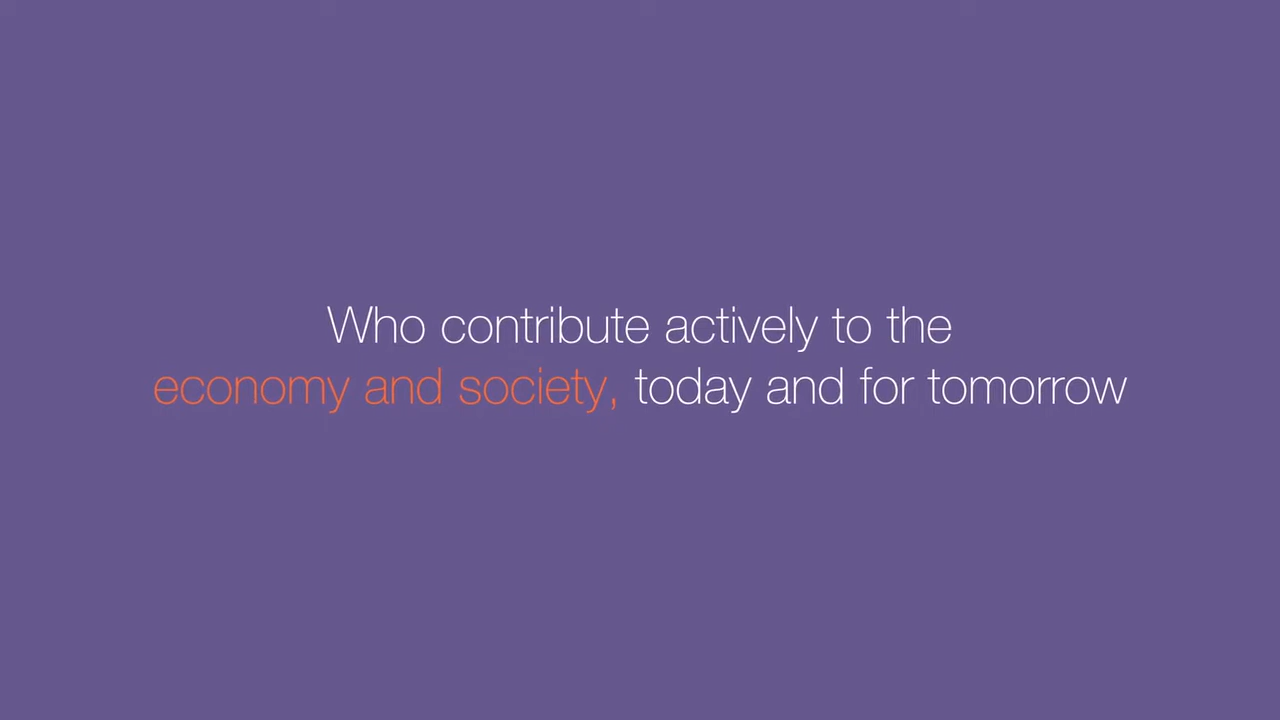 Who contribute actively to the
economy and society, today and for tomorrow